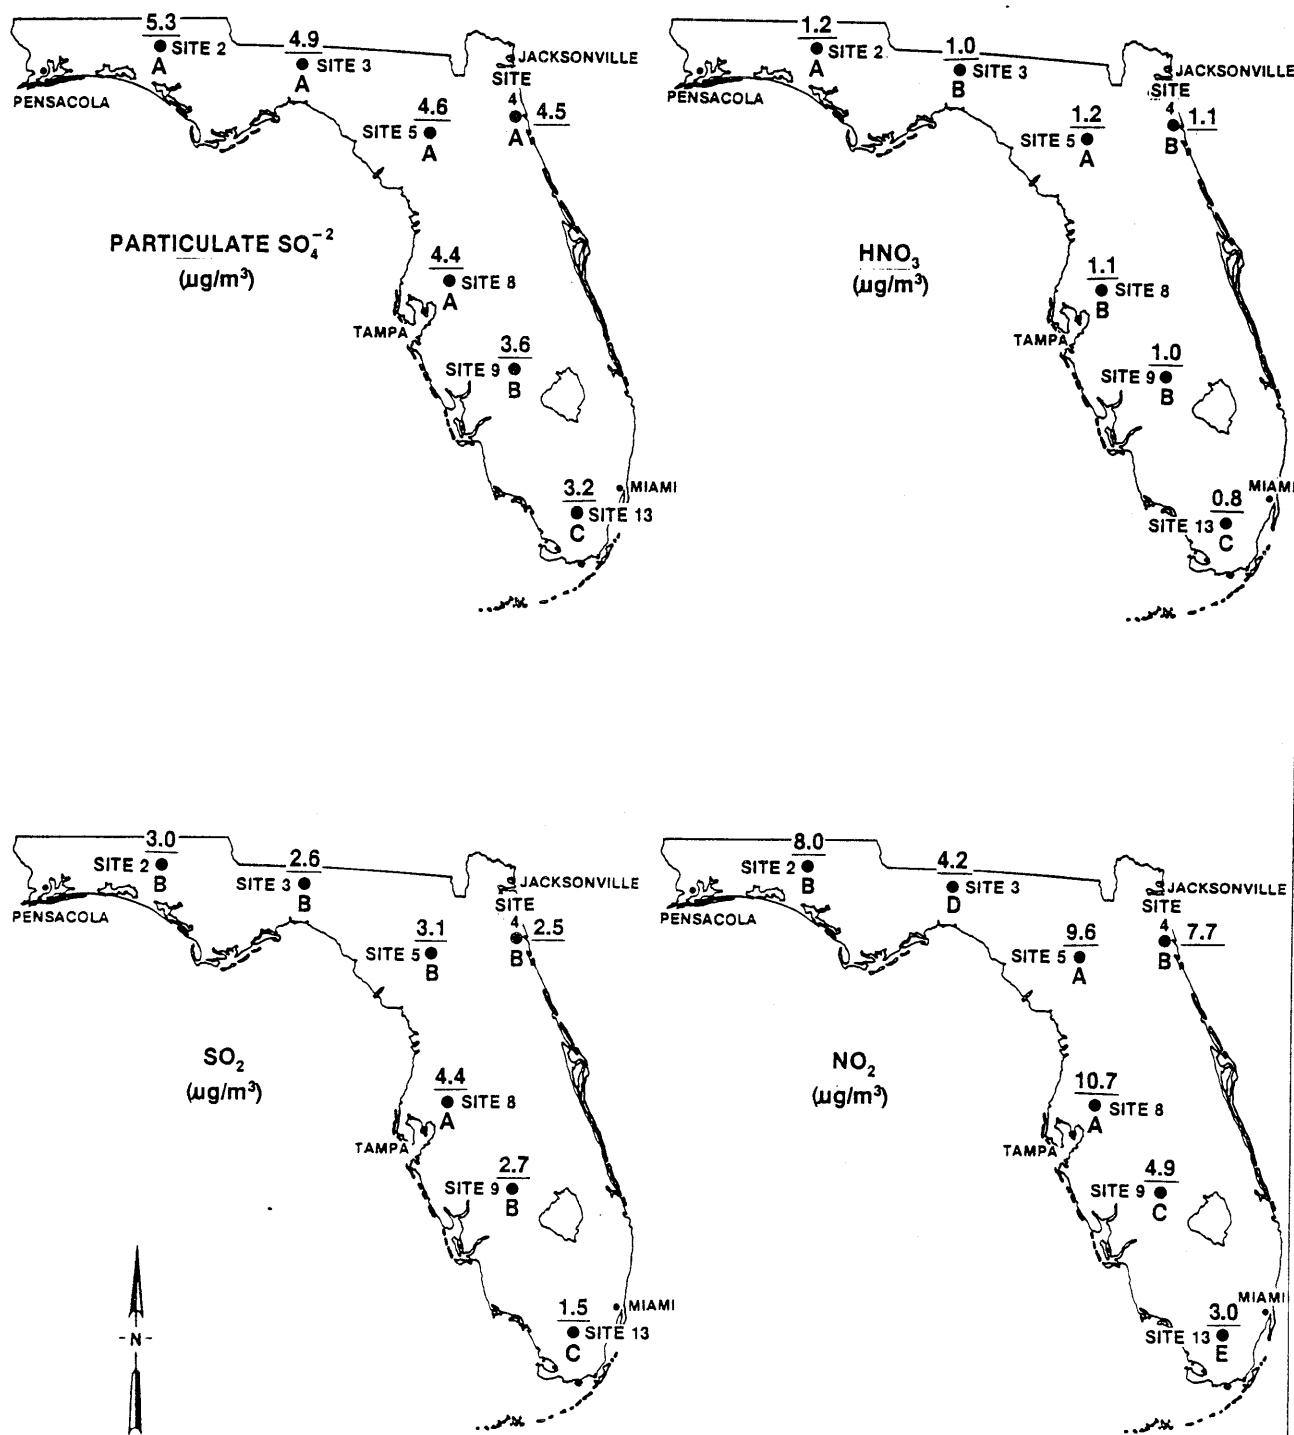 5.3
SITE 2
A
4.9
SITE 3
A
JACKSONVILLE
SITE
4
4.5
A
PENSACOLA
4.6
SITE 5
A
PARTICULATE SO₄⁻²
(µg/m³)
4.4
SITE 8
A
TAMPA
3.6
SITE 9
B
MIAMI
3.2
SITE 13
C
1.2
SITE 2
A
1.0
SITE 3
B
JACKSONVILLE
SITE
4
1.1
B
PENSACOLA
1.2
SITE 5
A
HNO₃
(µg/m³)
1.1
SITE 8
B
TAMPA
1.0
SITE 9
B
MIAMI
0.8
SITE 13
C
3.0
SITE 2
B
2.6
SITE 3
B
JACKSONVILLE
SITE
4
2.5
B
PENSACOLA
3.1
SITE 5
B
SO₂
(µg/m³)
4.4
SITE 8
A
TAMPA
2.7
SITE 9
B
MIAMI
1.5
SITE 13
C
-N-
8.0
SITE 2
B
4.2
SITE 3
D
JACKSONVILLE
SITE
4
7.7
B
PENSACOLA
9.6
SITE 5
A
NO₂
(µg/m³)
10.7
SITE 8
A
TAMPA
4.9
SITE 9
C
MIAMI
3.0
SITE 13
E